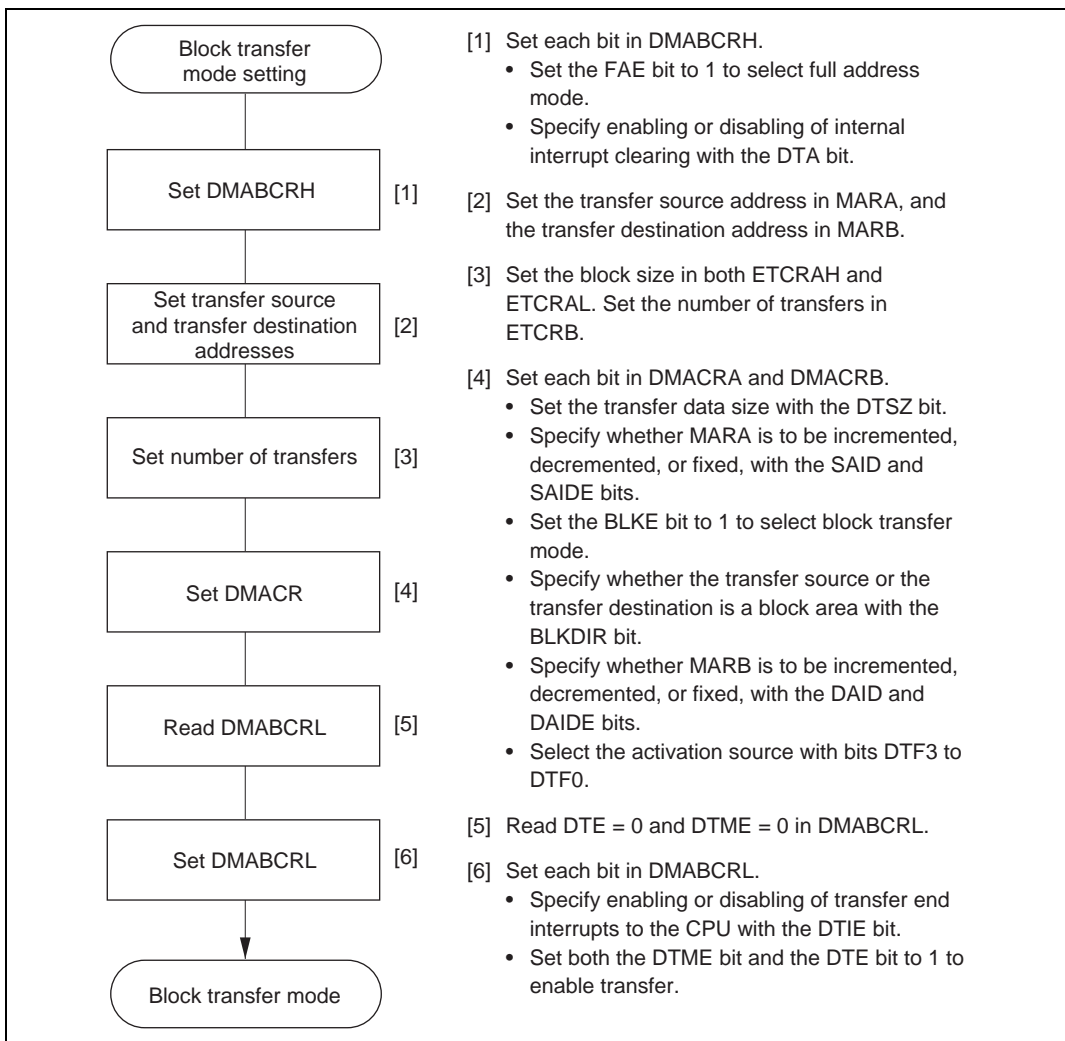 Block transfer
mode setting
Set DMABCRH [1]
Set transfer source
and transfer destination
addresses
[2]
Set number of transfers [3]
Set DMACR [4]
Read DMABCRL [5]
Set DMABCRL [6]
Block transfer mode
[1] Set each bit in DMABCRH.
• Set the FAE bit to 1 to select full address
mode.
• Specify enabling or disabling of internal
interrupt clearing with the DTA bit.
[2] Set the transfer source address in MARA, and
the transfer destination address in MARB.
[3] Set the block size in both ETCRAH and
ETCRAL. Set the number of transfers in
ETCRB.
[4] Set each bit in DMACRA and DMACRB.
• Set the transfer data size with the DTSZ bit.
• Specify whether MARA is to be incremented,
decremented, or fixed, with the SAID and
SAIDE bits.
• Set the BLKE bit to 1 to select block transfer
mode.
• Specify whether the transfer source or the
transfer destination is a block area with the
BLKDIR bit.
• Specify whether MARB is to be incremented,
decremented, or fixed, with the DAID and
DAIDE bits.
• Select the activation source with bits DTF3 to
DTF0.
[5] Read DTE = 0 and DTME = 0 in DMABCRL.
[6] Set each bit in DMABCRL.
• Specify enabling or disabling of transfer end
interrupts to the CPU with the DTIE bit.
• Set both the DTME bit and the DTE bit to 1 to
enable transfer.